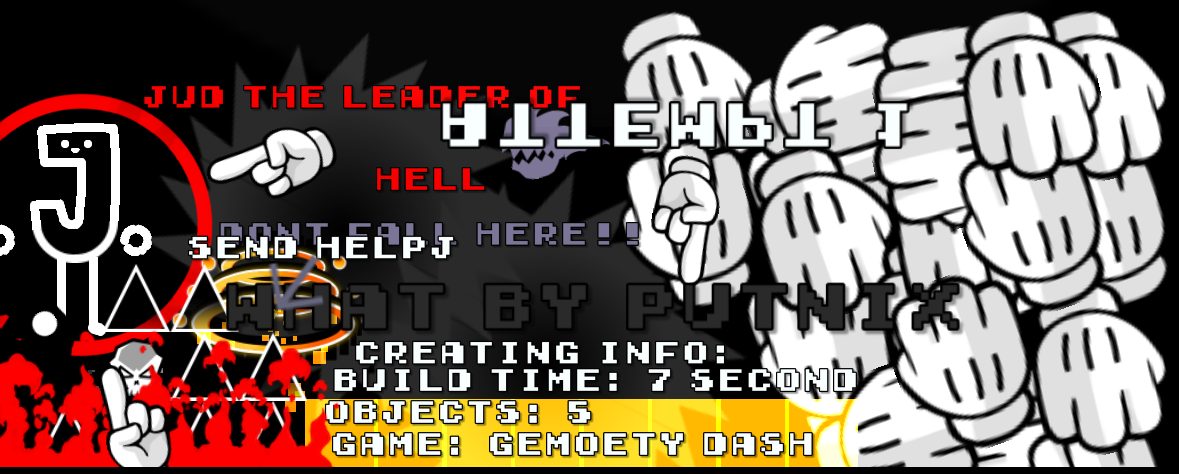 JUD THE LEADER OF
ATTEMPT 1
HELL
DONT FALL HERE!!
SEND HELPJ
WHAT BY PUTNIX
CREATING INFO:
BUILD TIME: 7 SECOND
OBJECTS: 5
GAME: GEMOETY DASH
J